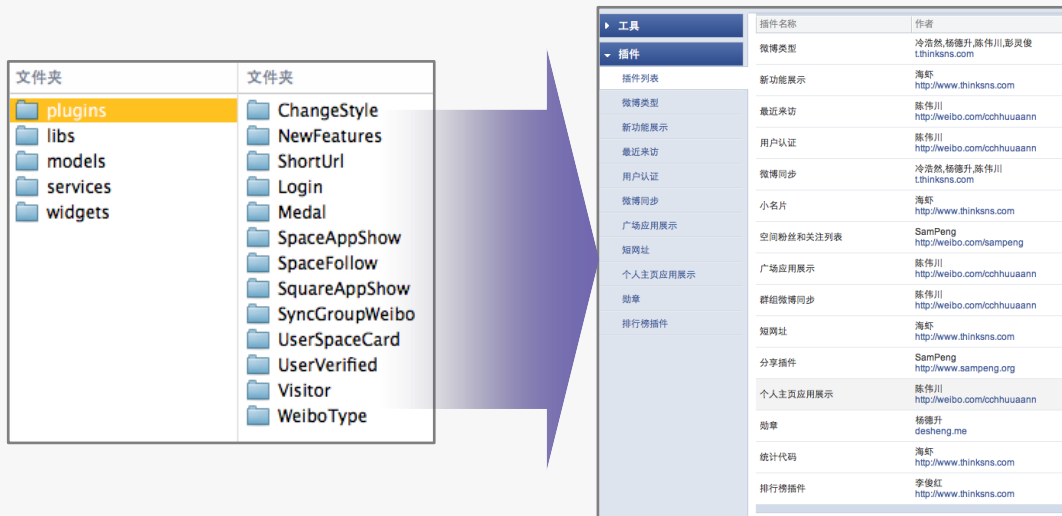 文件夹
plugins
libs
models
services
widgets
文件夹
ChangeStyle
NewFeatures
ShortUrl
Login
Medal
SpaceAppShow
SpaceFollow
SquareAppShow
SyncGroupWeibo
UserSpaceCard
UserVerified
Visitor
WeiboType
工具
插件
插件列表
微博类型
新功能展示
最近来访
用户认证
微博同步
广场应用展示
短网址
个人主页应用展示
勋章
排行榜插件
插件名称 作者
微博类型 冷浩然,杨德升,陈伟川,彭灵俊
t.thinksns.com
新功能展示 海虾
http://www.thinksns.com
最近来访 陈伟川
http://weibo.com/cchhuuaann
用户认证 陈伟川
http://weibo.com/cchhuuaann
微博同步 冷浩然,杨德升,陈伟川
t.thinksns.com
小名片 海虾
http://www.thinksns.com
空间粉丝和关注列表 SamPeng
http://weibo.com/sampeng
广场应用展示 陈伟川
http://weibo.com/cchhuuaann
群组微博同步 陈伟川
http://weibo.com/cchhuuaann
短网址 海虾
http://www.thinksns.com
分享插件 SamPeng
http://www.sampeng.org
个人主页应用展示 陈伟川
http://weibo.com/cchhuuaann
勋章 杨德升
desheng.me
统计代码 海虾
http://www.thinksns.com
排行榜插件 李俊红
http://www.thinksns.com